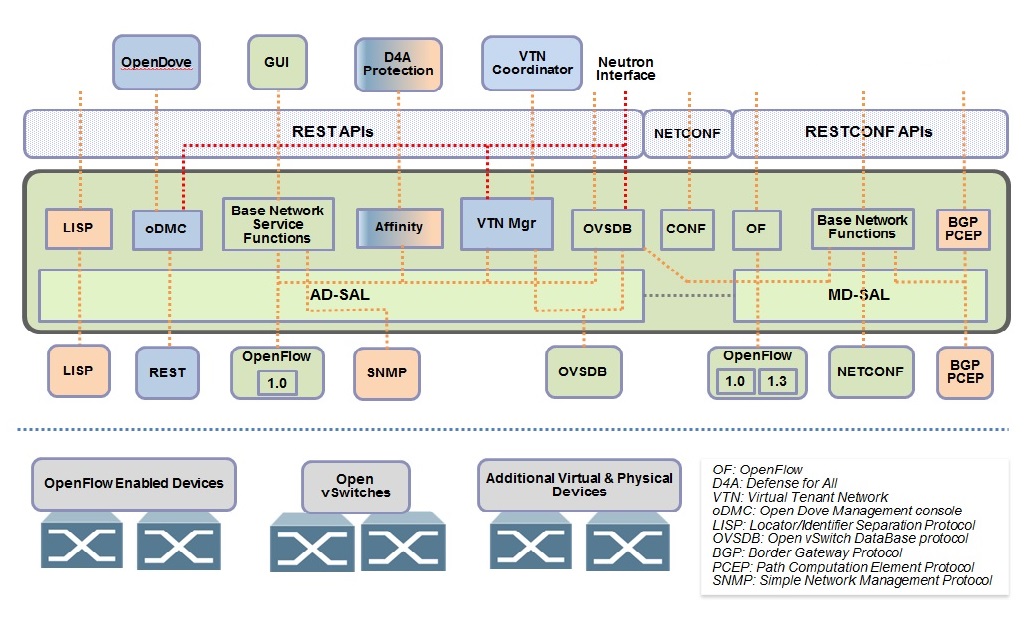 OpenDove
GUI
D4A
Protection
VTN
Coordinator
Neutron
Interface
REST APIs
NETCONF
RESTCONF APIs
LISP
oDMC
Base Network
Service
Functions
Affinity
VTN Mgr
OVSDB
CONF
OF
Base Network
Functions
BGP
PCEP
AD-SAL
MD-SAL
LISP
REST
OpenFlow
1.0
SNMP
OVSDB
OpenFlow
1.0
1.3
NETCONF
BGP
PCEP
OpenFlow Enabled Devices
Open
vSwitches
Additional Virtual & Physical
Devices
OF: OpenFlow
D4A: Defense for All
VTN: Virtual Tenant Network
oDMC: Open Dove Management console
LISP: Locator/Identifier Separation Protocol
OVSDB: Open vSwitch DataBase protocol
BGP: Border Gateway Protocol
PCEP: Path Computation Element Protocol
SNMP: Simple Network Management Protocol